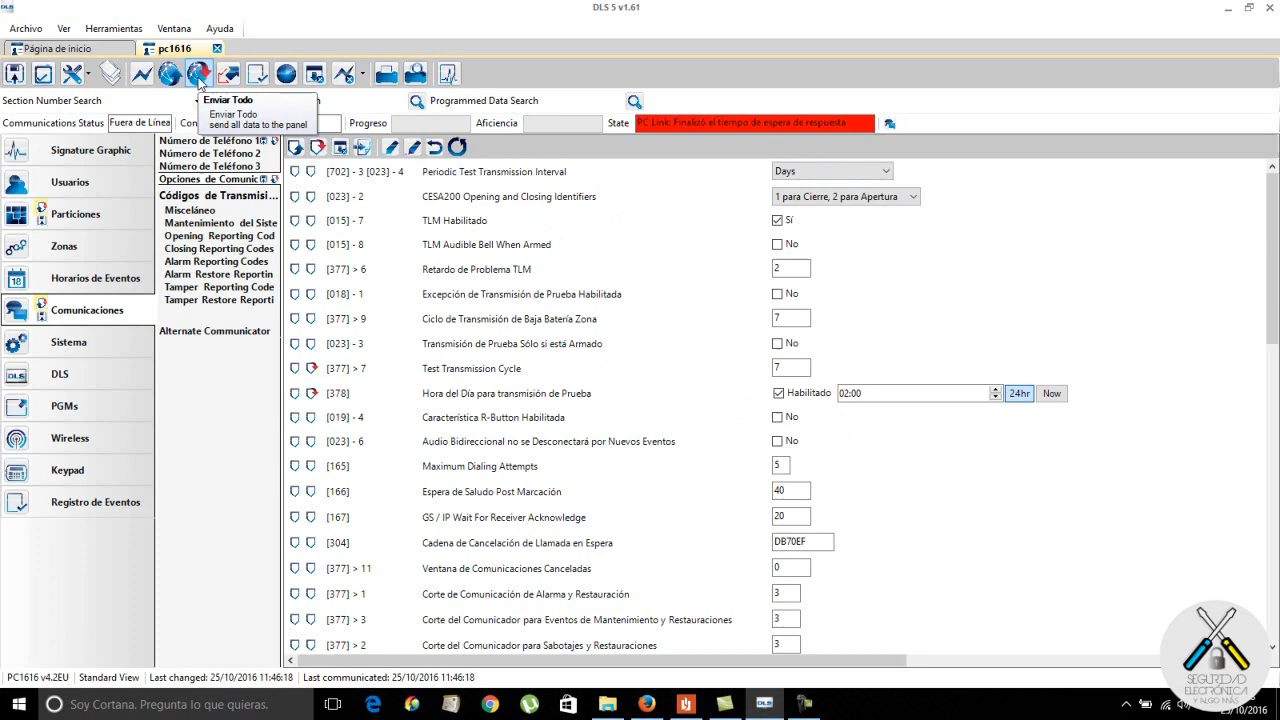 DLS
DLS 5 v1.61
Archivo Ver Herramientas Ventana Ayuda
Página de inicio pc1616
Section Number Search Programmed Data Search
Enviar Todo
Enviar Todo
send all data to the panel
Communications Status Fuera de Línea Progreso Aficiencia State PC Link: Finalizó el tiempo de espera de respuesta
Signature Graphic
Usuarios
Particiones
Zonas
18 Horarios de Eventos
Comunicaciones
Sistema
DLS DLS
PGMs
Wireless
Keypad
Registro de Eventos
Número de Teléfono 1
Número de Teléfono 2
Número de Teléfono 3
Opciones de Comunic
Códigos de Transmisi...
Misceláneo
Mantenimiento del Siste
Opening Reporting Cod
Closing Reporting Codes
Alarm Reporting Codes
Alarm Restore Reportin
Tamper Reporting Code
Tamper Restore Reporti
Alternate Communicator
[702] - 3 [023] - 4 Periodic Test Transmission Interval Days
[023] - 2 CESA200 Opening and Closing Identifiers 1 para Cierre, 2 para Apertura
[015] - 7 TLM Habilitado Sí
[015] - 8 TLM Audible Bell When Armed No
[377] > 6 Retardo de Problema TLM 2
[018] - 1 Excepción de Transmisión de Prueba Habilitada No
[377] > 9 Ciclo de Transmisión de Baja Batería Zona 7
[023] - 3 Transmisión de Prueba Sólo si está Armado No
[377] > 7 Test Transmission Cycle 7
[378] Hora del Día para transmisión de Prueba Habilitado 02:00 24hr Now
[019] - 4 Característica R-Button Habilitada No
[023] - 6 Audio Bidireccional no se Desconectará por Nuevos Eventos No
[165] Maximum Dialing Attempts 5
[166] Espera de Saludo Post Marcación 40
[167] GS / IP Wait For Receiver Acknowledge 20
[304] Cadena de Cancelación de Llamada en Espera DB70EF
[377] > 11 Ventana de Comunicaciones Canceladas 0
[377] > 1 Corte de Comunicación de Alarma y Restauración 3
[377] > 3 Corte del Comunicador para Eventos de Mantenimiento y Restauraciones 3
[377] > 2 Corte del Comunicador para Sabotajes y Restauraciones 3
PC1616 v4.2EU Standard View Last changed: 25/10/2016 11:46:18 Last communicated: 25/10/2016 11:46:18
SEGURIDAD
ELECTRÓNICA
Y ALGO MÁS
Soy Cortana. Pregunta lo que quieras.
DLS
25/10/2016